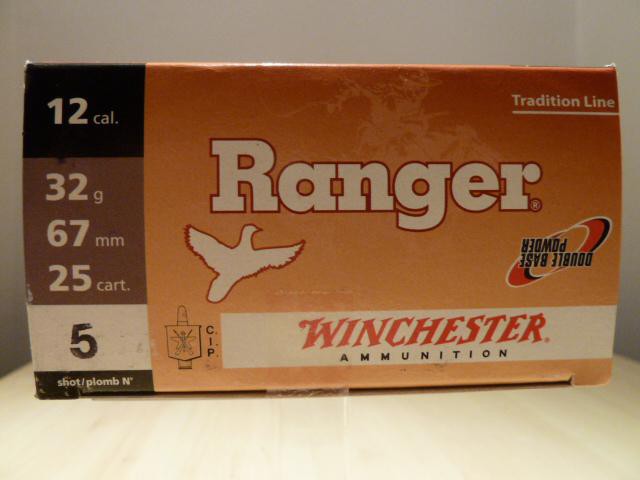 12 cal.
32 g
67 mm
25 cart.
5
shot/plomb N°
C.
I.
P.
Tradition Line
Ranger®
DOUBLE BASE
POWDER
WINCHESTER®
AMMUNITION